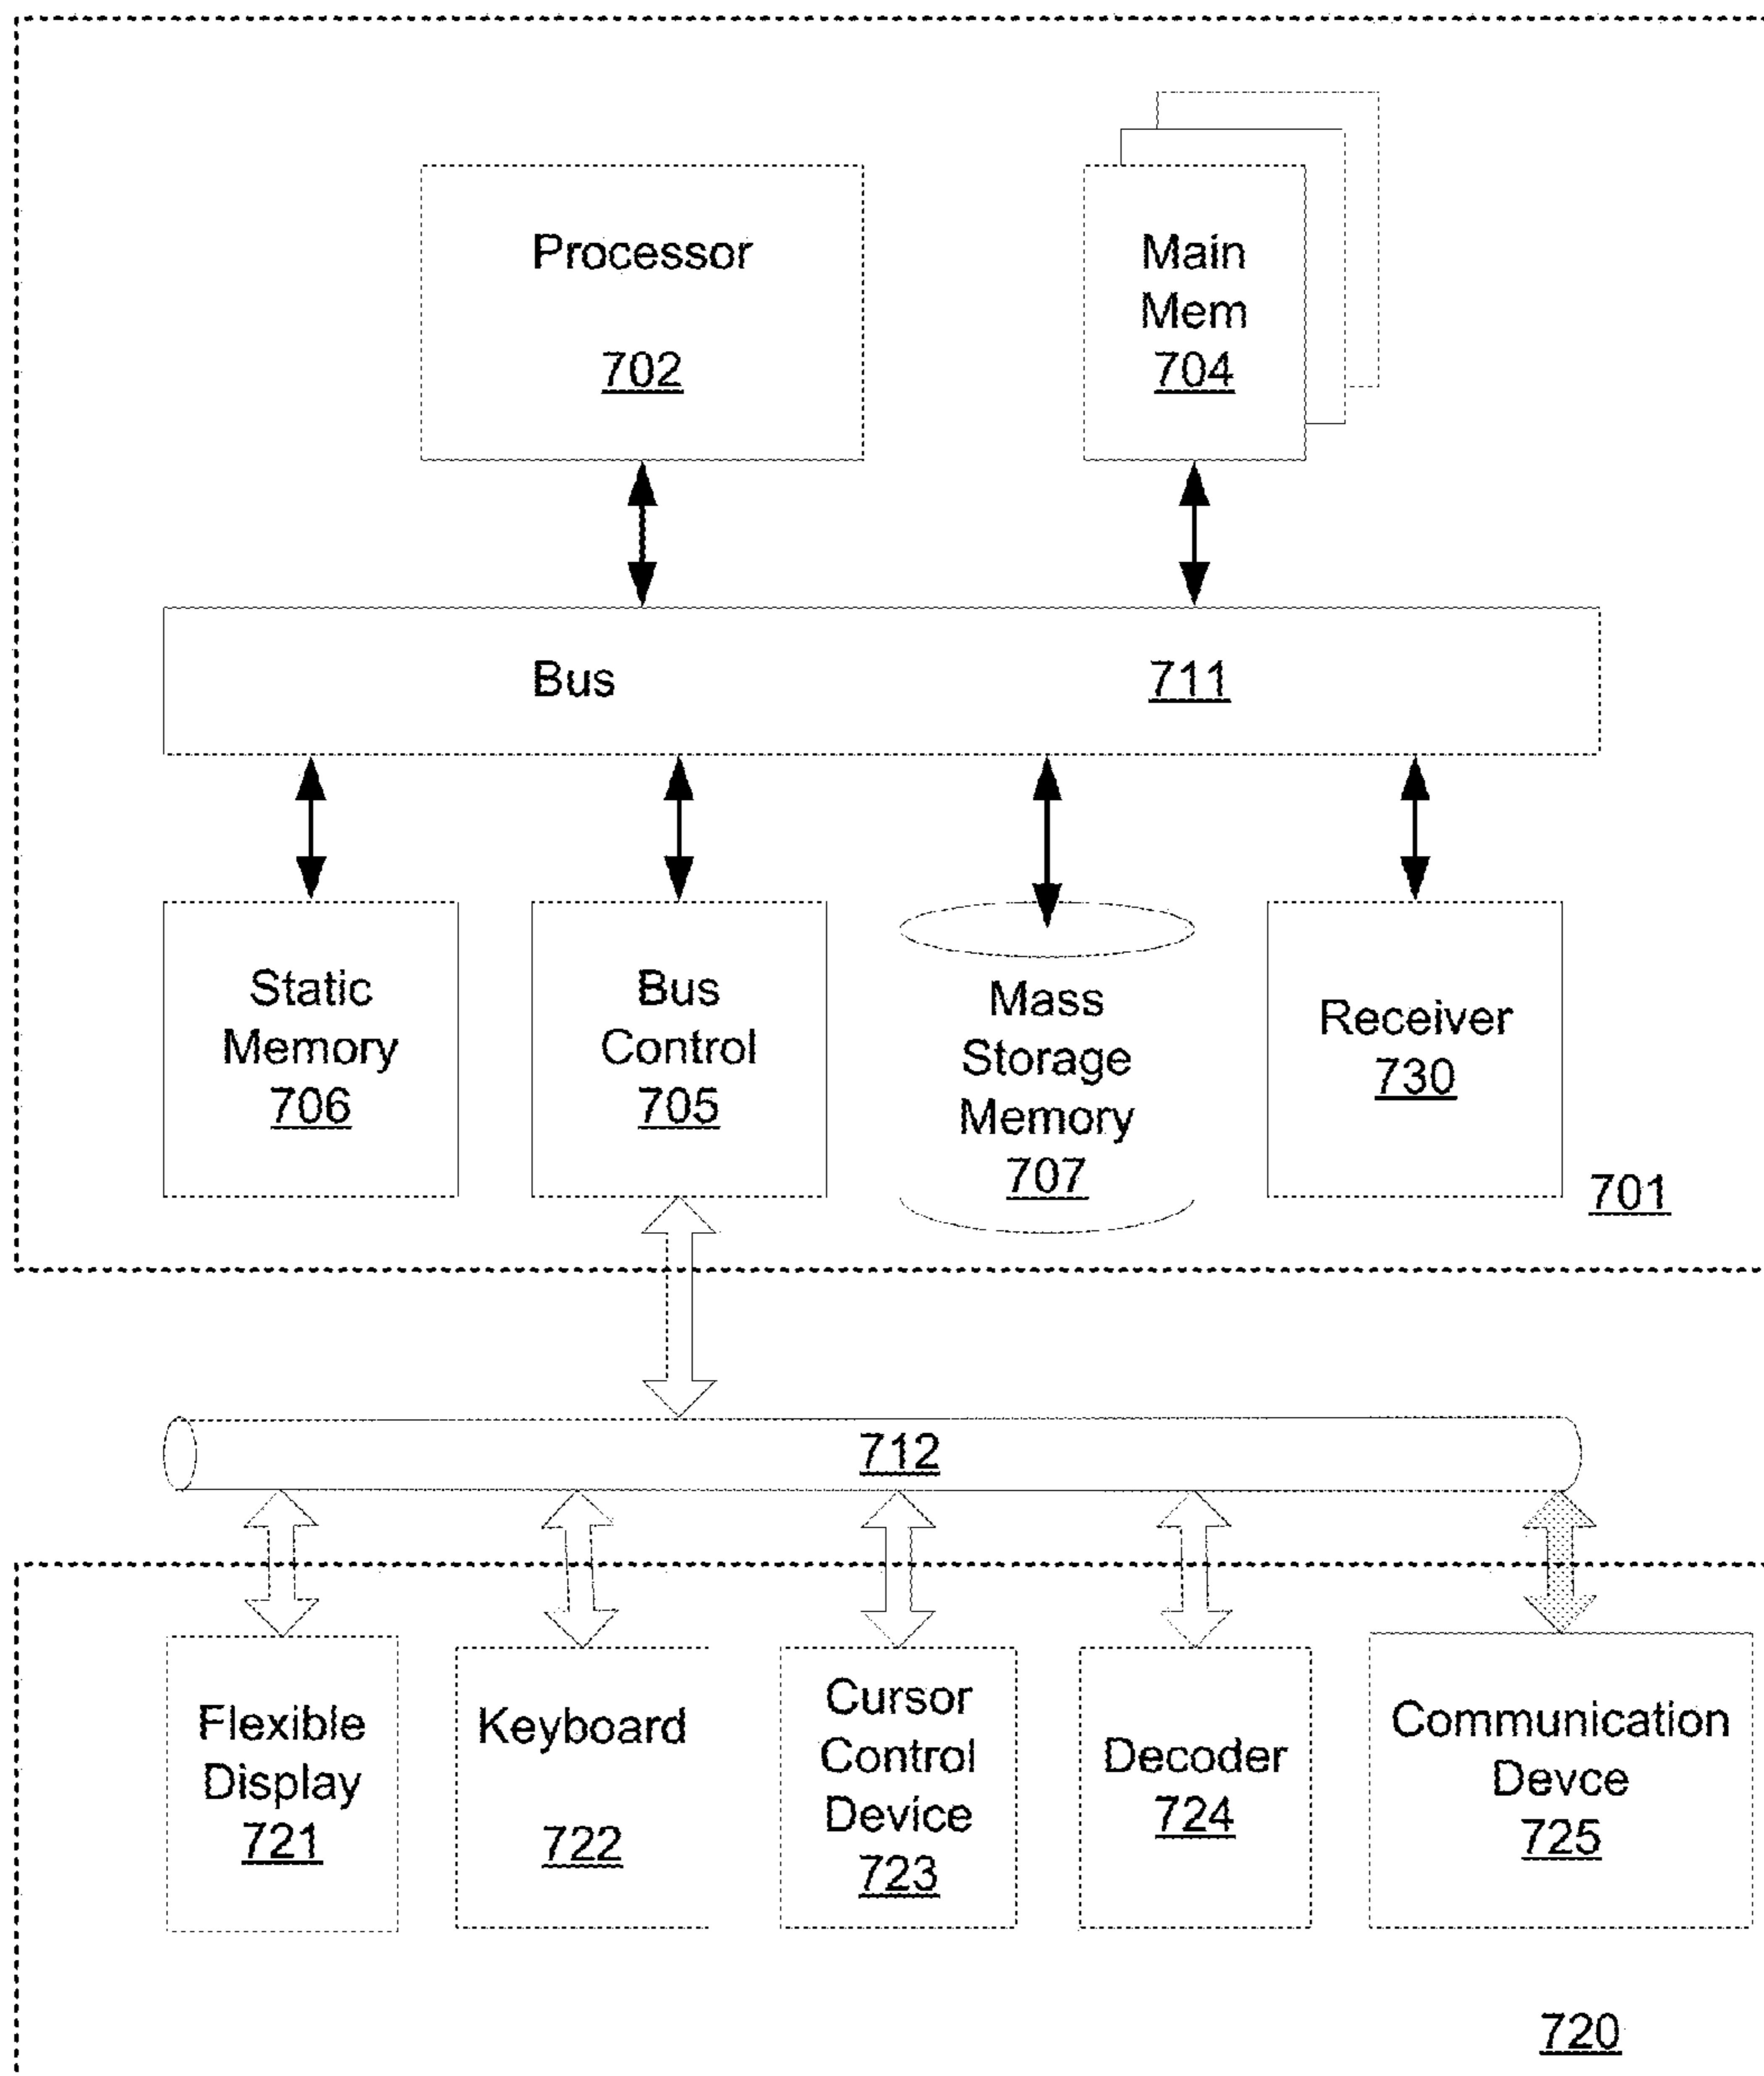 Processor
702
Main
Mem
704
Bus 711
Static
Memory
706
Bus
Control
705
Mass
Storage
Memory
707
Receiver
730
701
712
Flexible
Display
721
Keyboard
722
Cursor
Control
Device
723
Decoder
724
Communication
Devce
725
720